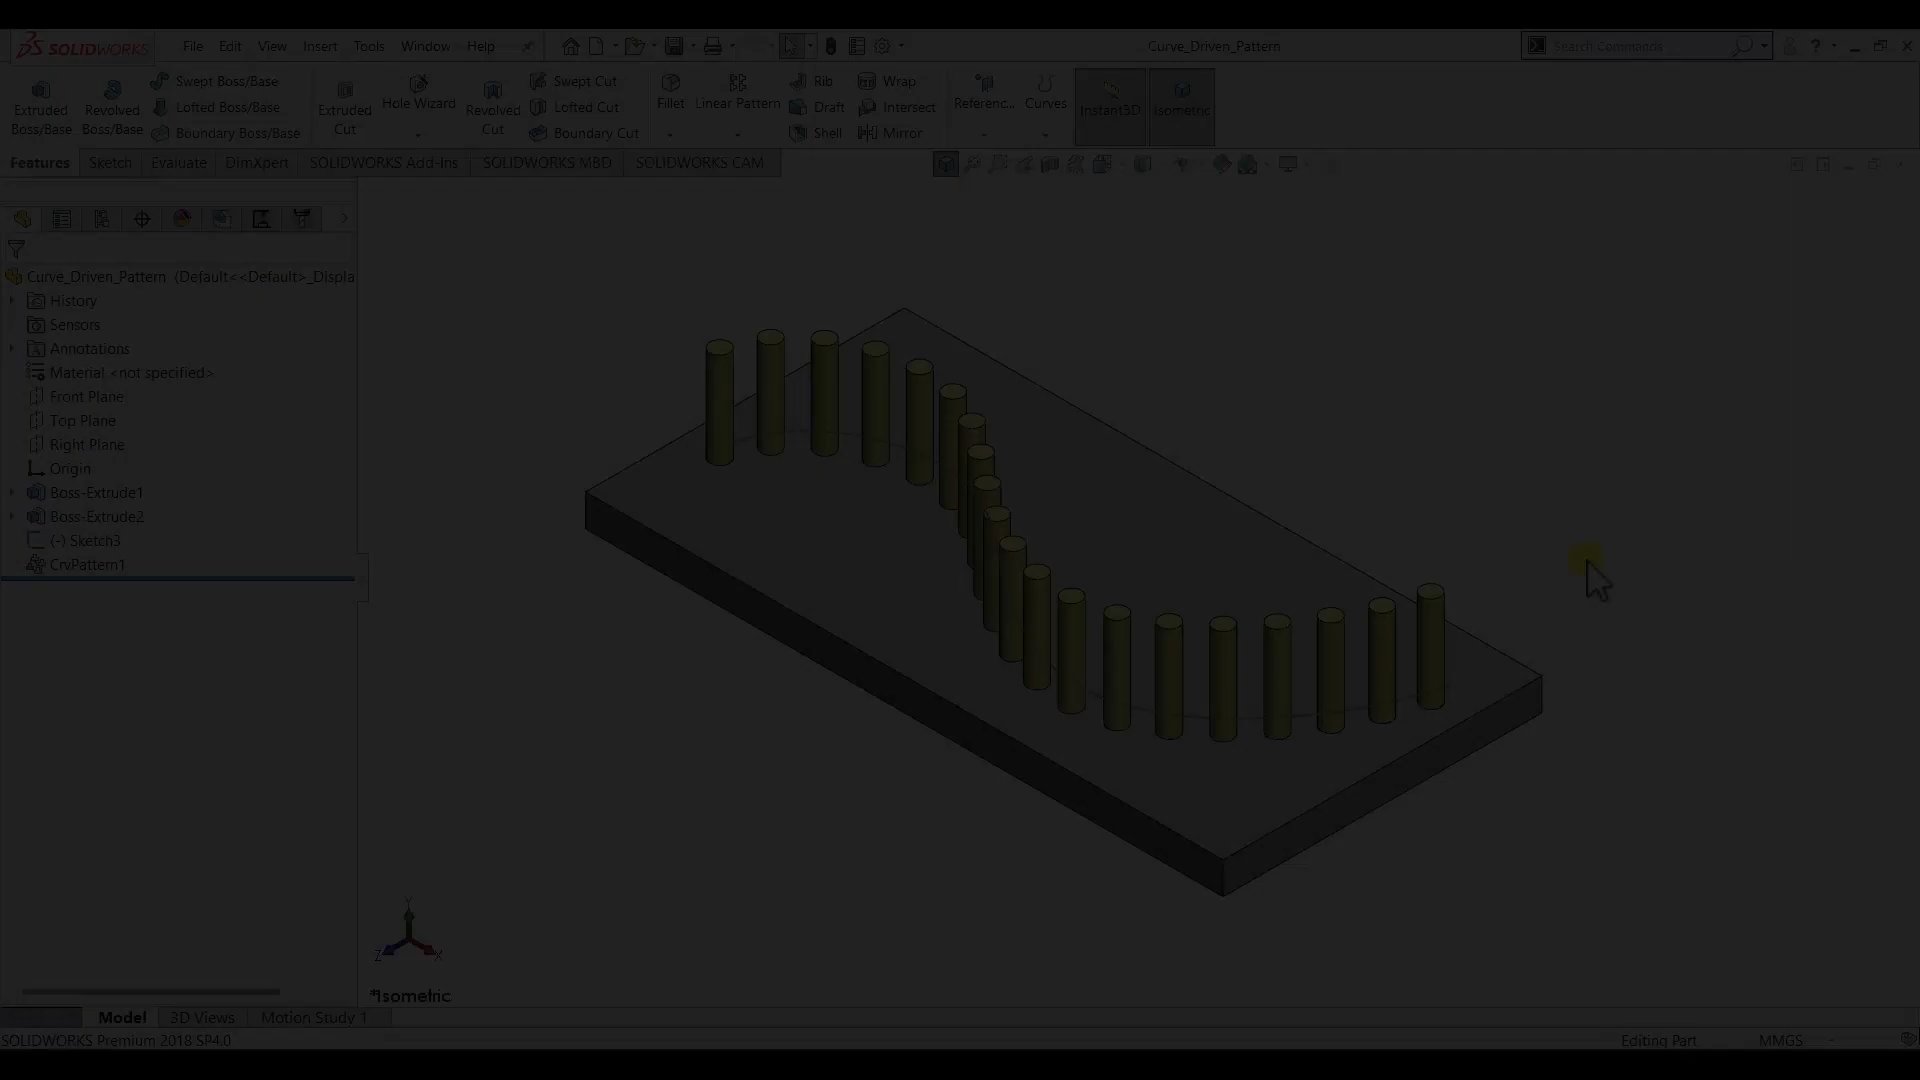 SOLIDWORKS File Edit View Insert Tools Window Help Curve_Driven_Pattern Search Commands ?
Extruded Boss/Base
Revolved Boss/Base
Swept Boss/Base
Lofted Boss/Base
Boundary Boss/Base
Extruded Cut
Hole Wizard
Revolved Cut
Swept Cut
Lofted Cut
Boundary Cut
Fillet
Linear Pattern
Rib
Draft
Shell
Wrap
Intersect
Mirror
Referenc...
Curves
Instant3D
Isometric
Features Sketch Evaluate DimXpert SOLIDWORKS Add-Ins SOLIDWORKS MBD SOLIDWORKS CAM
Curve_Driven_Pattern (Default<<Default>_Displa
History
Sensors
Annotations
Material <not specified>
Front Plane
Top Plane
Right Plane
Origin
Boss-Extrude1
Boss-Extrude2
(-) Sketch3
CrvPattern1
Y
Z
X
*Isometric
Model 3D Views Motion Study 1
SOLIDWORKS Premium 2018 SP4.0 Editing Part MMGS -